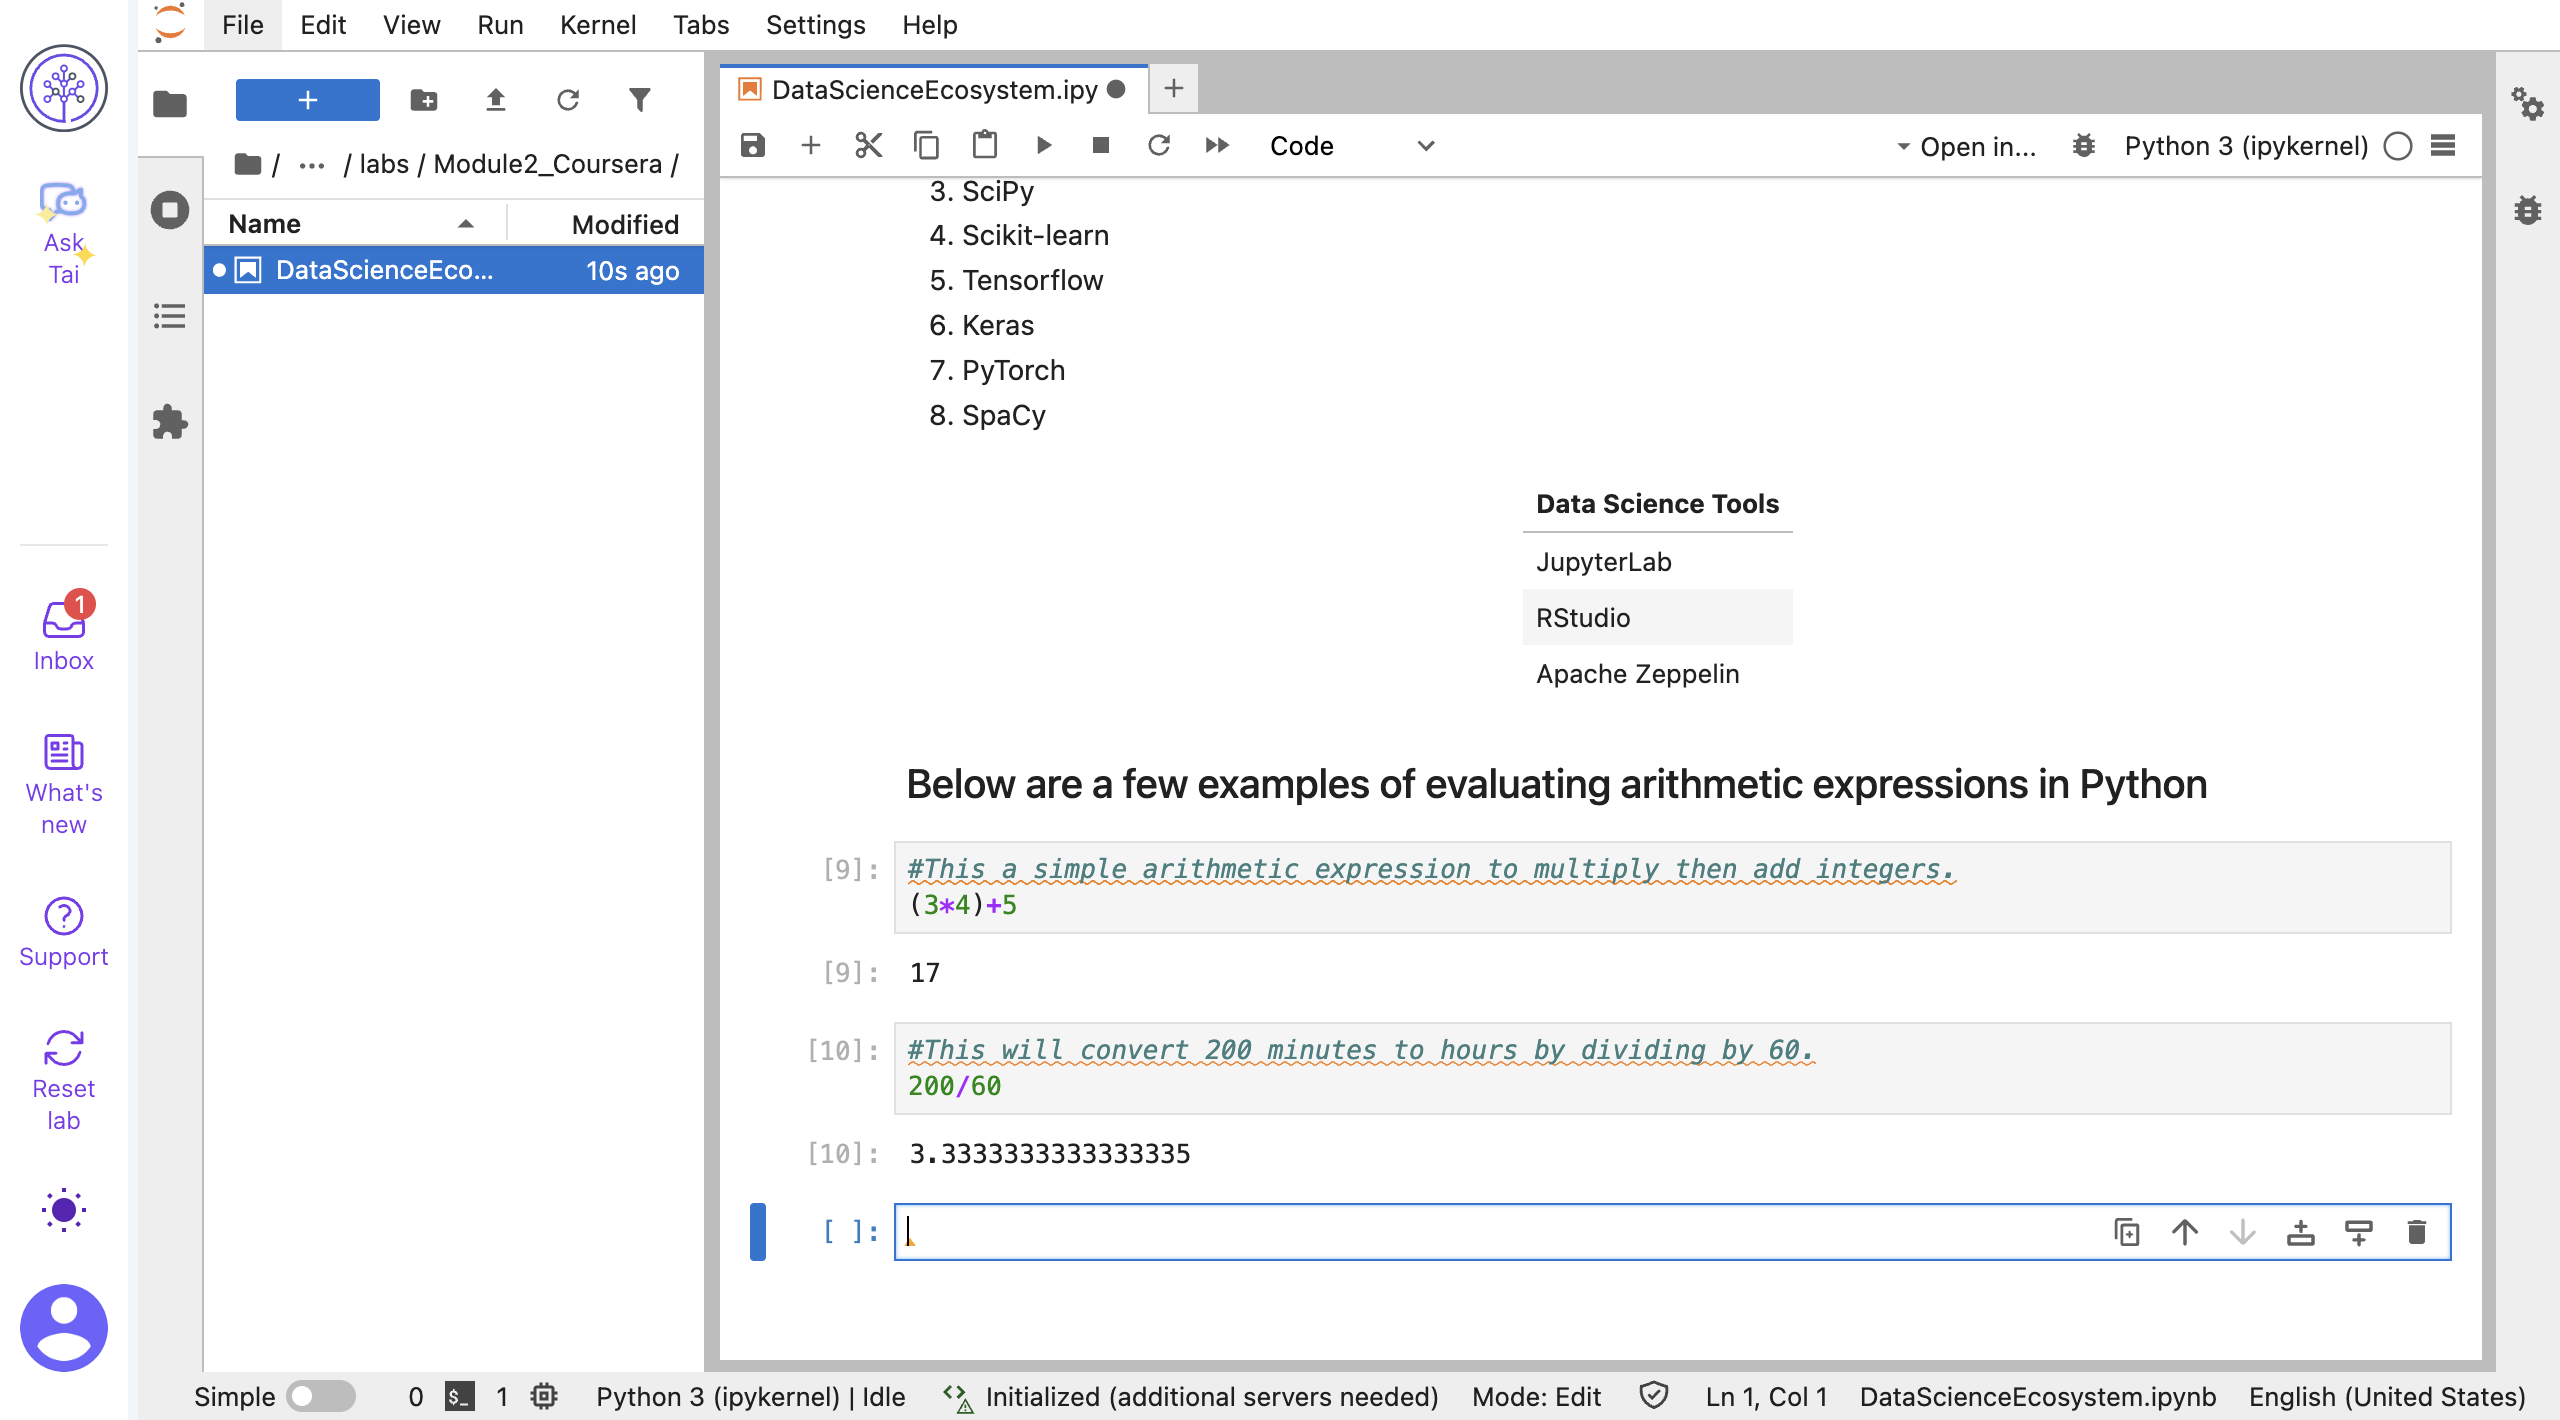 File Edit View Run Kernel Tabs Settings Help
Ask
Tai
1
Inbox
What's
new
Support
Reset
lab
+
/ ··· / labs / Module2_Coursera /
Name Modified
DataScienceEco... 10s ago
DataScienceEcosystem.ipy
Code
Open in...
Python 3 (ipykernel)
3. SciPy
4. Scikit-learn
5. Tensorflow
6. Keras
7. PyTorch
8. SpaCy
Data Science Tools
JupyterLab
RStudio
Apache Zeppelin
Below are a few examples of evaluating arithmetic expressions in Python
[9]: #This a simple arithmetic expression to multiply then add integers.
(3*4)+5
[9]: 17
[10]: #This will convert 200 minutes to hours by dividing by 60.
200/60
[10]: 3.3333333333333335
[ ]:
Simple 0 $_ 1 Python 3 (ipykernel) | Idle Initialized (additional servers needed) Mode: Edit Ln 1, Col 1 DataScienceEcosystem.ipynb English (United States)